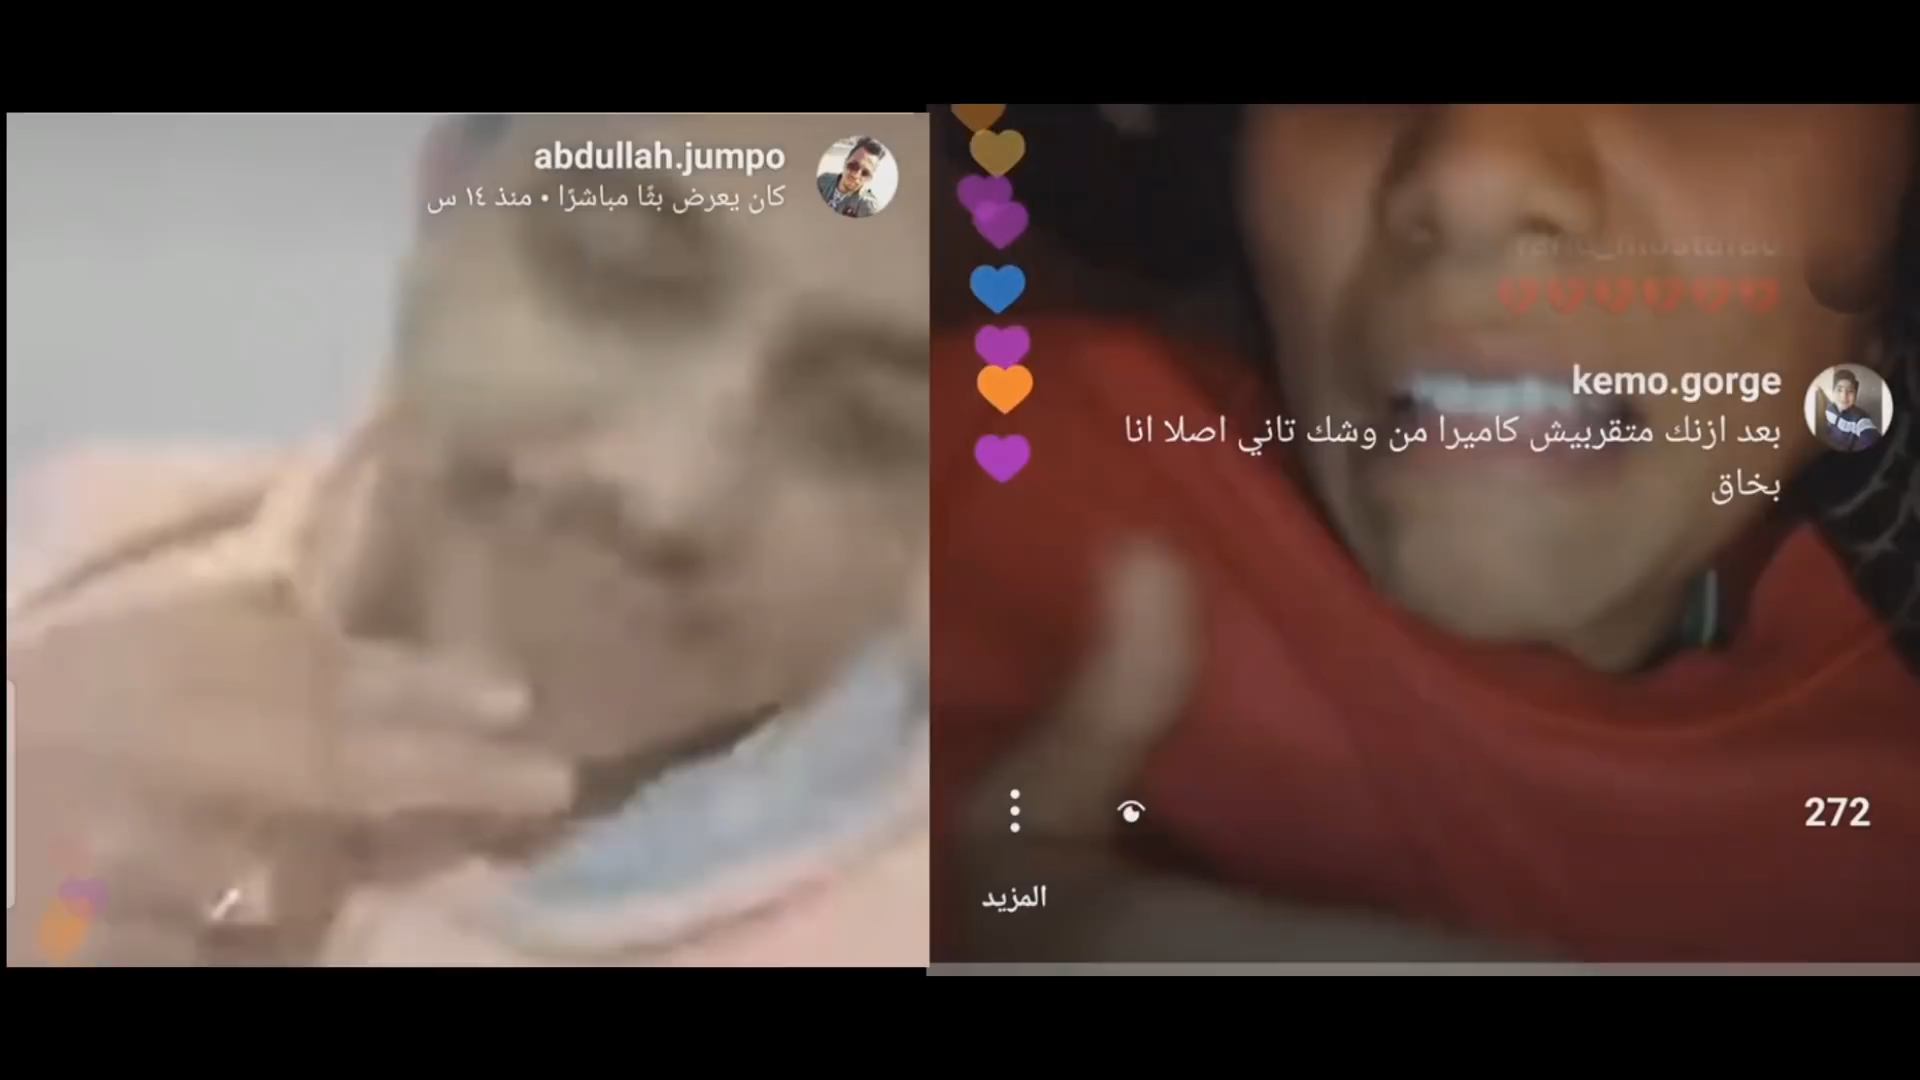 abdullah.jumpo
كان يعرض بثًا مباشرًا • منذ ١٤ س
kemo.gorge
بعد ازنك متقربيش كاميرا من وشك تاني اصلا انا
بخاق
272
المزيد